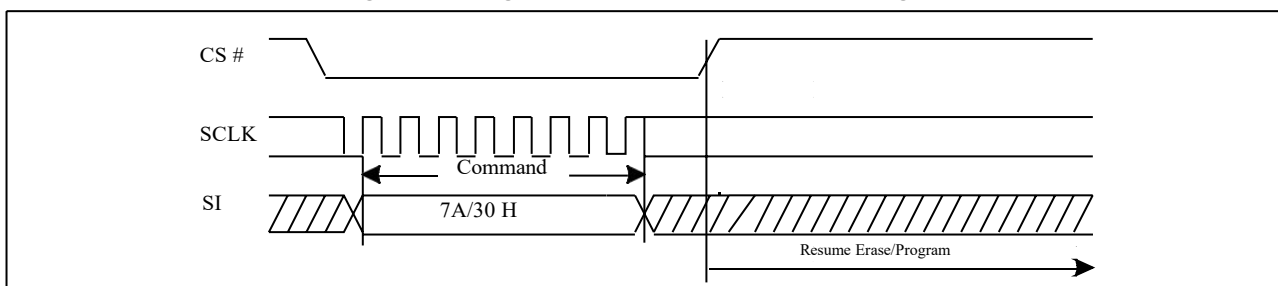 CS #
SCLK
Command
SI
7A/30 H
Resume Erase/Program